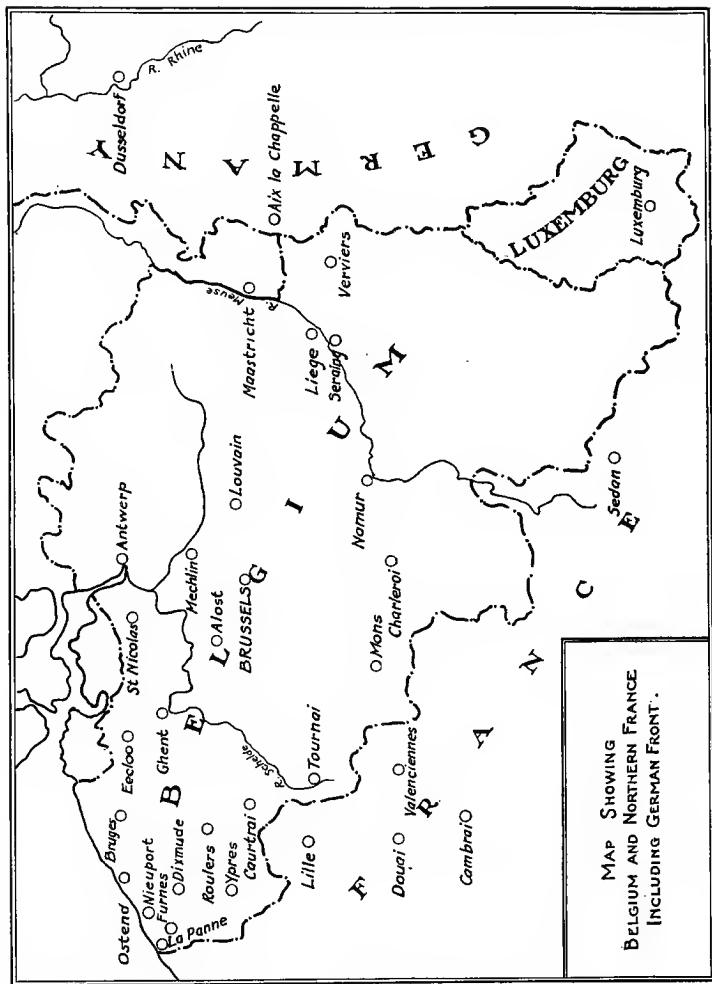 R. Rhine
Dusseldorf
GERMANY
Aix la Chappelle
LUXEMBURG
Luxemburg
Verviers
R. Meuse
Maastricht
Liege
Seraing
BELGIUM
Louvain
Namur
Sedan
Antwerp
Mechlin
Charleroi
BRUSSELS
Alost
St Nicolas
Mons
Eecloo
Ghent
R. Schelde
Tournai
Valenciennes
FRANCE
Bruges
Courtrai
Roulers
Lille
Douai
Cambrai
Ostend
Nieuport
Furnes
Dixmude
Ypres
La Panne
MAP SHOWING
BELGIUM AND NORTHERN FRANCE
INCLUDING GERMAN FRONT.